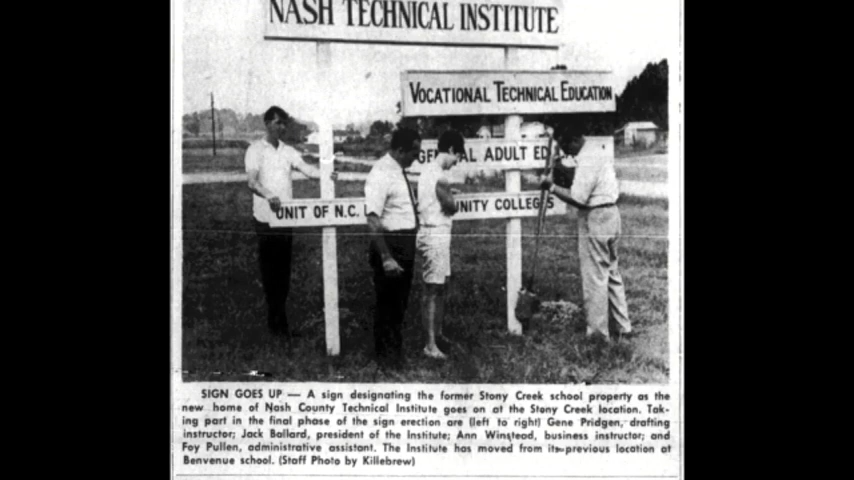 NASH TECHNICAL INSTITUTE
VOCATIONAL TECHNICAL EDUCATION
GENERAL ADULT ED
UNIT OF N.C.
UNITY COLLEGES
SIGN GOES UP — A sign designating the former Stony Creek school property as the
new home of Nash County Technical Institute goes on at the Stony Creek location. Tak-
ing part in the final phase of the sign erection are (left to right) Gene Pridgen, drafting
instructor; Jack Ballard, president of the Institute; Ann Winstead, business instructor; and
Foy Pullen, administrative assistant. The Institute has moved from its previous location at
Benvenue school. (Staff Photo by Killebrew)